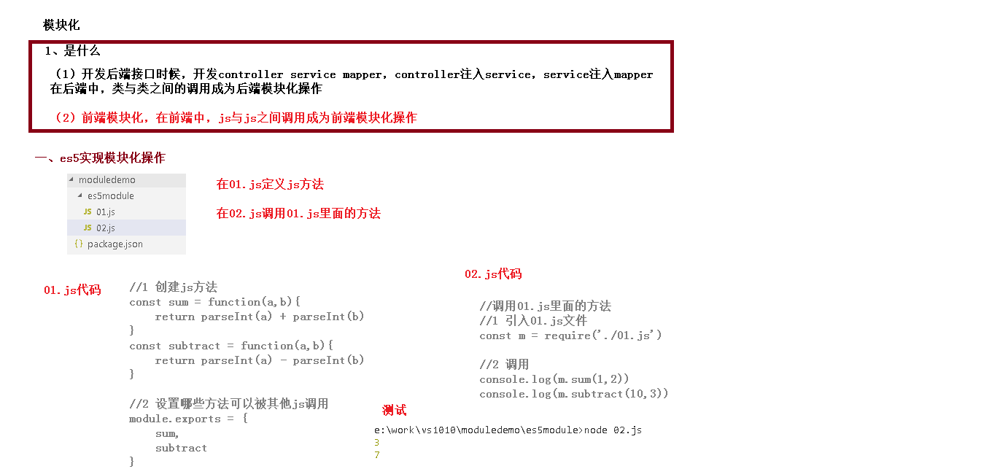 模块化
1、是什么
（1）开发后端接口时候，开发controller service mapper，controller注入service，service注入mapper
在后端中，类与类之间的调用成为后端模块化操作
（2）前端模块化，在前端中，js与js之间调用成为前端模块化操作
一、es5实现模块化操作
moduledemo
es5module
JS 01.js
JS 02.js
{} package.json
在01.js定义js方法
在02.js调用01.js里面的方法
01.js代码
//1 创建js方法
const sum = function(a,b){
    return parseInt(a) + parseInt(b)
}
const subtract = function(a,b){
    return parseInt(a) - parseInt(b)
}
//2 设置哪些方法可以被其他js调用
module.exports = {
    sum,
    subtract
}
02.js代码
//调用01.js里面的方法
//1 引入01.js文件
const m = require('./01.js')
//2 调用
console.log(m.sum(1,2))
console.log(m.subtract(10,3))
测试
e:\work\vs1010\moduledemo\es5module>node 02.js
3
7